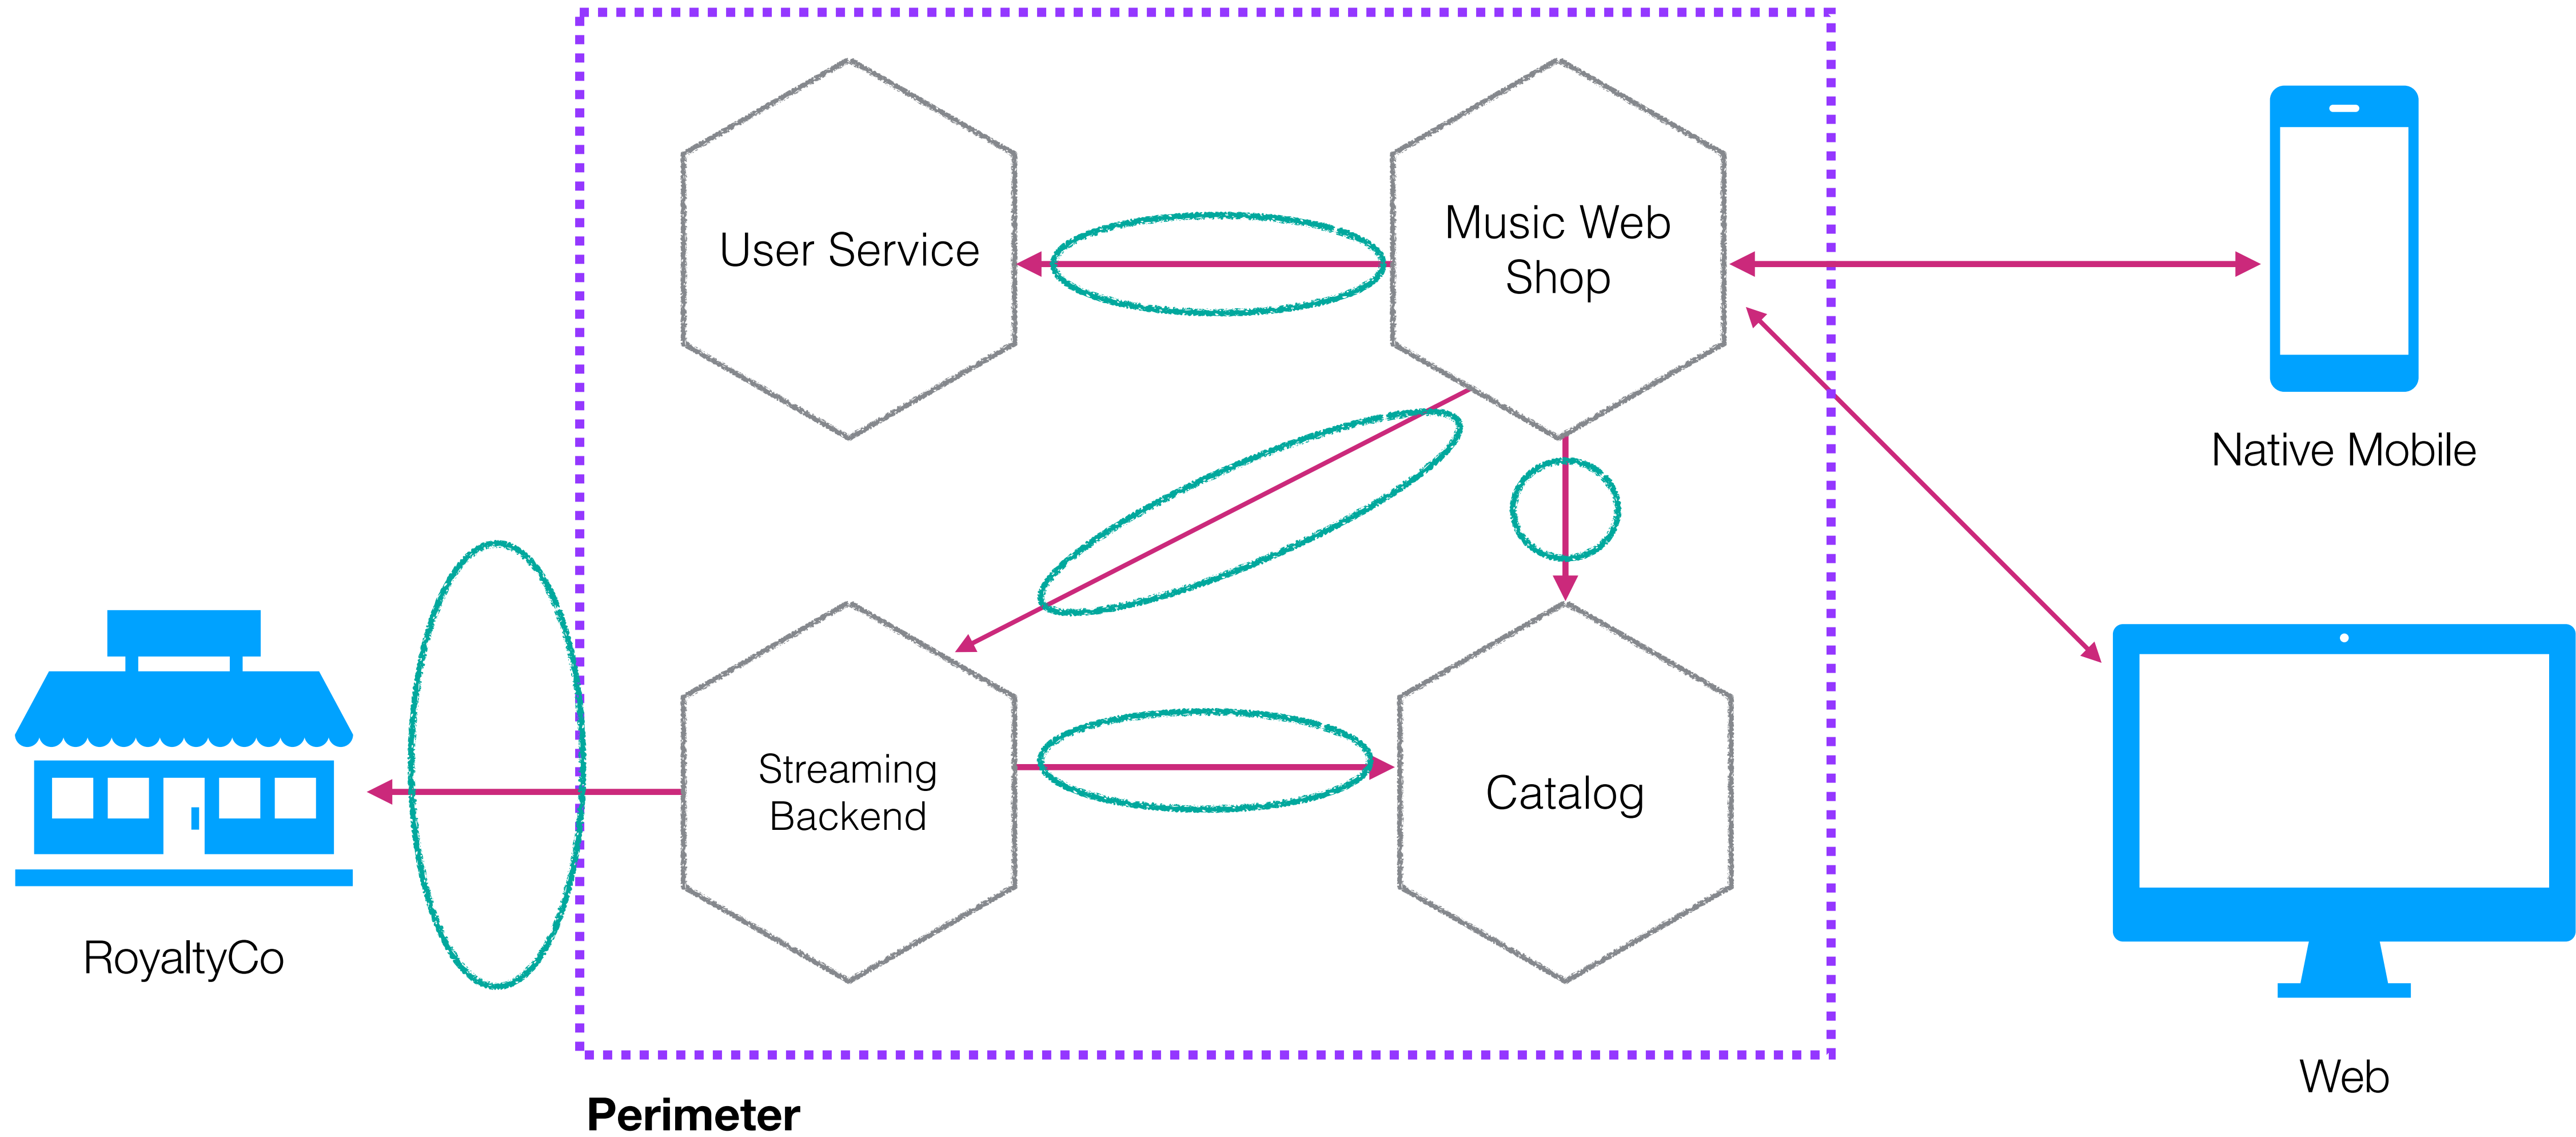 User Service
Music Web
Shop
Native Mobile
Streaming
Backend
Catalog
RoyaltyCo
Web
Perimeter